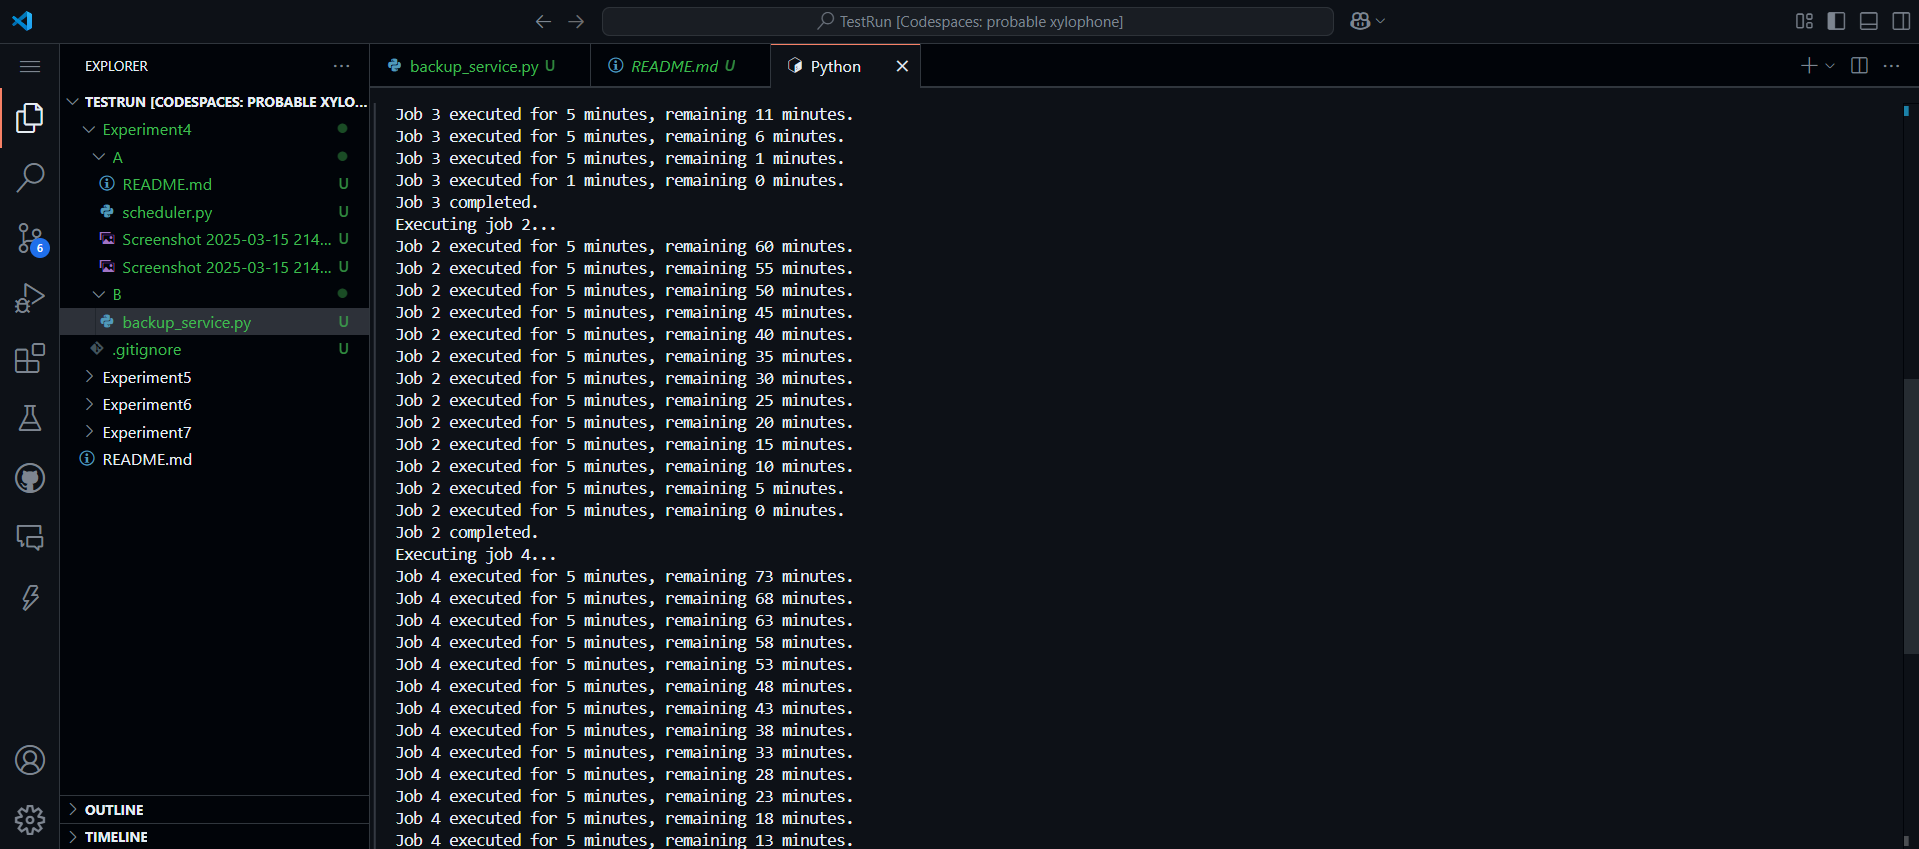 TestRun [Codespaces: probable xylophone]
EXPLORER
backup_service.py U
README.md U
Python
TESTRUN [CODESPACES: PROBABLE XYLO...
Experiment4
A
README.md U
scheduler.py U
Screenshot 2025-03-15 214... U
Screenshot 2025-03-15 214... U
B
backup_service.py U
.gitignore U
Experiment5
Experiment6
Experiment7
README.md
6
OUTLINE
TIMELINE
Job 3 executed for 5 minutes, remaining 11 minutes.
Job 3 executed for 5 minutes, remaining 6 minutes.
Job 3 executed for 5 minutes, remaining 1 minutes.
Job 3 executed for 1 minutes, remaining 0 minutes.
Job 3 completed.
Executing job 2...
Job 2 executed for 5 minutes, remaining 60 minutes.
Job 2 executed for 5 minutes, remaining 55 minutes.
Job 2 executed for 5 minutes, remaining 50 minutes.
Job 2 executed for 5 minutes, remaining 45 minutes.
Job 2 executed for 5 minutes, remaining 40 minutes.
Job 2 executed for 5 minutes, remaining 35 minutes.
Job 2 executed for 5 minutes, remaining 30 minutes.
Job 2 executed for 5 minutes, remaining 25 minutes.
Job 2 executed for 5 minutes, remaining 20 minutes.
Job 2 executed for 5 minutes, remaining 15 minutes.
Job 2 executed for 5 minutes, remaining 10 minutes.
Job 2 executed for 5 minutes, remaining 5 minutes.
Job 2 executed for 5 minutes, remaining 0 minutes.
Job 2 completed.
Executing job 4...
Job 4 executed for 5 minutes, remaining 73 minutes.
Job 4 executed for 5 minutes, remaining 68 minutes.
Job 4 executed for 5 minutes, remaining 63 minutes.
Job 4 executed for 5 minutes, remaining 58 minutes.
Job 4 executed for 5 minutes, remaining 53 minutes.
Job 4 executed for 5 minutes, remaining 48 minutes.
Job 4 executed for 5 minutes, remaining 43 minutes.
Job 4 executed for 5 minutes, remaining 38 minutes.
Job 4 executed for 5 minutes, remaining 33 minutes.
Job 4 executed for 5 minutes, remaining 28 minutes.
Job 4 executed for 5 minutes, remaining 23 minutes.
Job 4 executed for 5 minutes, remaining 18 minutes.
Job 4 executed for 5 minutes, remaining 13 minutes.